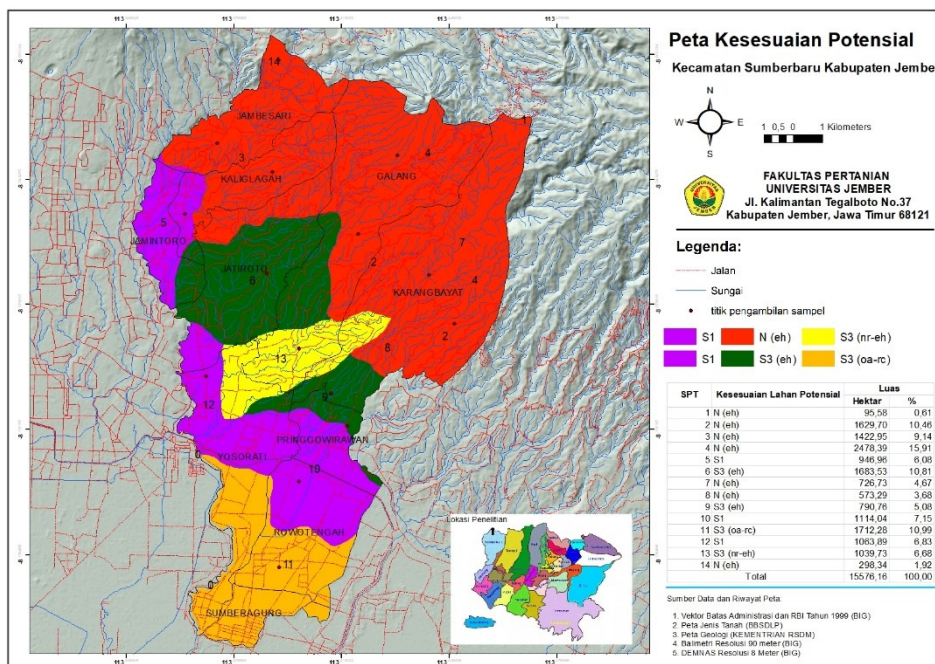 Peta Kesesuaian Potensial
Kecamatan Sumberbaru Kabupaten Jembe
N
W E
S
1 0,5 0 1 Kilometers
FAKULTAS PERTANIAN
UNIVERSITAS JEMBER
Jl. Kalimantan Tegalboto No.37
Kabupaten Jember, Jawa Timur 68121
Legenda:
Jalan
Sungai
titik pengambilan sampel
S1 N (eh) S3 (nr-eh)
S1 S3 (eh) S3 (oa-rc)
SPT Kesesuaian Lahan Potensial Luas
Hektar %
1 N (eh) 95,58 0,61
2 N (eh) 1629,70 10,46
3 N (eh) 1422,95 9,14
4 N (eh) 2478,39 15,91
5 S1 946,96 6,08
6 S3 (eh) 1683,53 10,81
7 N (eh) 726,73 4,67
8 N (eh) 573,29 3,68
9 S3 (eh) 790,76 5,08
10 S1 1114,04 7,15
11 S3 (oa-rc) 1712,28 10,99
12 S1 1063,89 6,83
13 S3 (nr-eh) 1039,73 6,68
14 N (eh) 298,34 1,92
Total 15576,16 100,00
Sumber Data dan Riwayat Peta:
1. Vektor Batas Administrasi dan RBI Tahun 1999 (BIG)
2. Peta Jenis Tanah (BBSDLP)
3. Peta Geologi (KEMENTRIAN RSDM)
4. Batimetri Resolusi 90 meter (BIG)
5. DEMNAS Resolusi 8 Meter (BIG)
14
JAMBESARI
1
3
4
KALIGLAGAH
GALANG
5
JAMINTORO
7
2
JATIROTO
6
4
KARANGBAYAT
2
13
8
12
9
PRINGGOWIRAWAN
YOSORATI
0
10
ROWOTENGAH
11
0
SUMBERAGUNG
Lokasi Penelitian